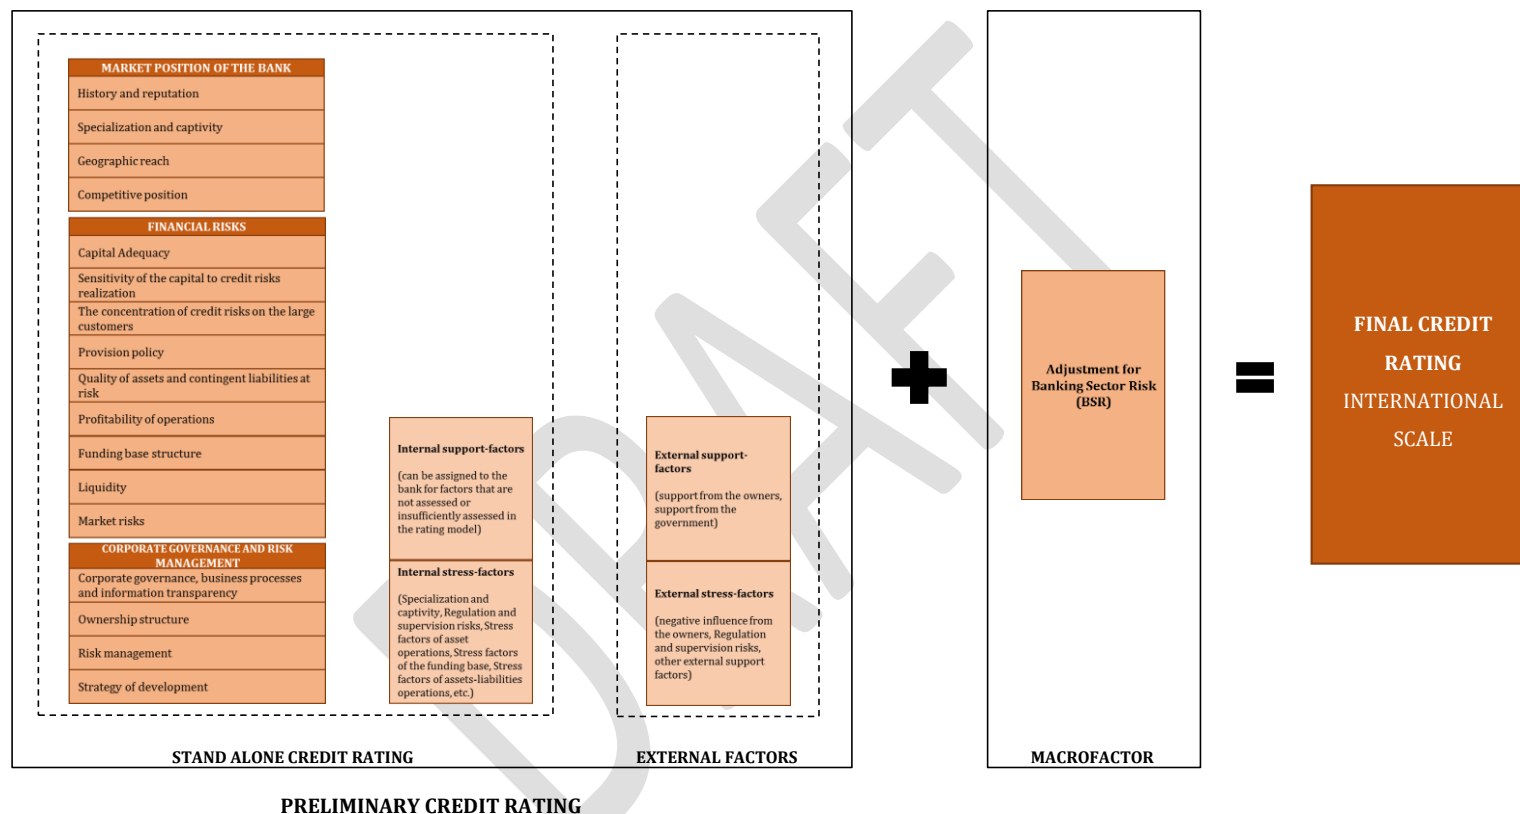 MARKET POSITION OF THE BANK
History and reputation
Specialization and captivity
Geographic reach
Competitive position
FINANCIAL RISKS
Capital Adequacy
Sensitivity of the capital to credit risks
realization
The concentration of credit risks on the large
customers
Provision policy
Quality of assets and contingent liabilities at
risk
Profitability of operations
Funding base structure
Liquidity
Market risks
CORPORATE GOVERNANCE AND RISK
MANAGEMENT
Corporate governance, business processes
and information transparency
Ownership structure
Risk management
Strategy of development
Internal support-factors
(can be assigned to the
bank for factors that are
not assessed or
insufficiently assessed in
the rating model)
Internal stress-factors
(Specialization and
captivity, Regulation and
supervision risks, Stress
factors of asset
operations, Stress factors
of the funding base, Stress
factors of assets-liabilities
operations, etc.)
STAND ALONE CREDIT RATING
External support-
factors
(support from the owners,
support from the
government)
External stress-factors
(negative influence from
the owners, Regulation
and supervision risks,
other external support
factors)
EXTERNAL FACTORS
PRELIMINARY CREDIT RATING
+
Adjustment for
Banking Sector Risk
(BSR)
MACROFACTOR
=
FINAL CREDIT
RATING
INTERNATIONAL
SCALE
DRAFT